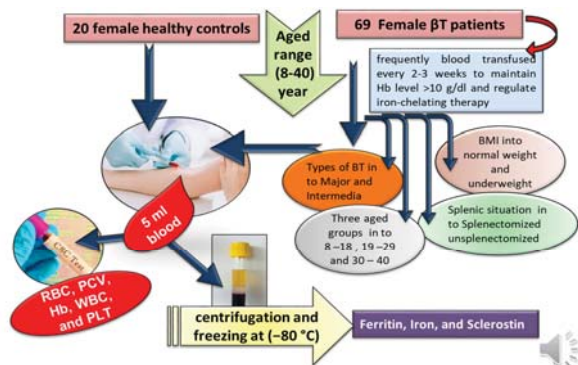 20 female healthy controls
Aged
range
(8-40)
year
69 Female βT patients
frequently blood transfused
every 2-3 weeks to maintain
Hb level >10 g/dl and regulate
iron-chelating therapy
BMI into
normal weight
and
underweight
Types of BT in
to Major and
Intermedia
Three aged
groups in to
8 –18 , 19 –29
and 30 – 40
Splenic situation in
to Splenectomized
unsplenectomized
5 ml
blood
CBC Test
RBC, PCV,
Hb, WBC,
and PLT
centrifugation and
freezing at (−80 °C)
Ferritin, Iron, and Sclerostin